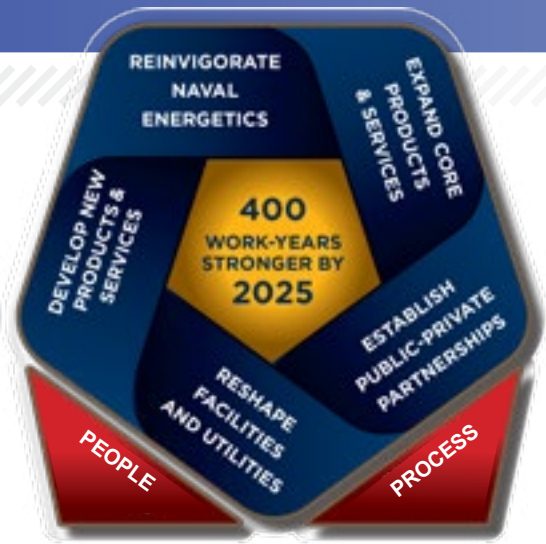 REINVIGORATE
NAVAL
ENERGETICS
EXPAND CORE
PRODUCTS
& SERVICES
DEVELOP NEW
PRODUCTS &
SERVICES
400
WORK-YEARS
STRONGER BY
2025
ESTABLISH
PUBLIC-PRIVATE
PARTNERSHIPS
RESHAPE
FACILITIES
AND UTILITIES
PEOPLE
PROCESS